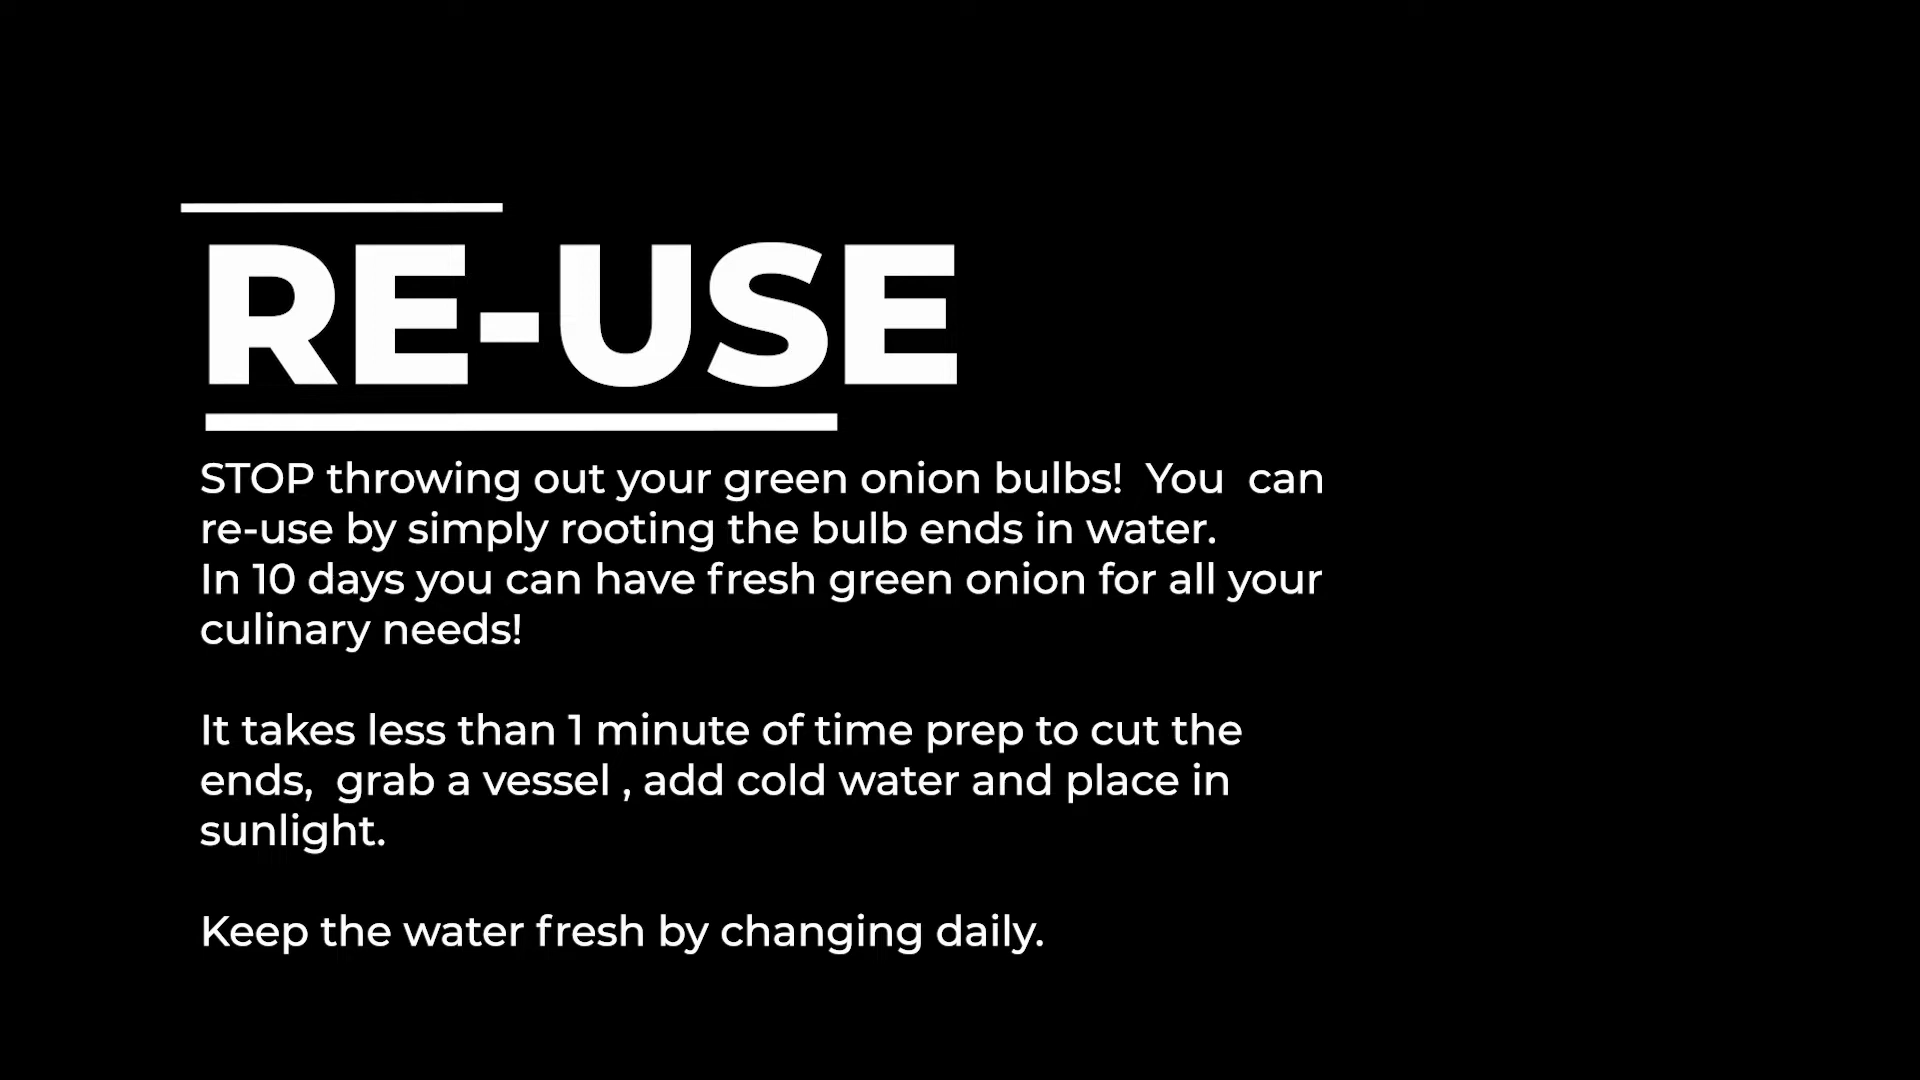 RE-USE
STOP throwing out your green onion bulbs!  You  can
re-use by simply rooting the bulb ends in water.
In 10 days you can have fresh green onion for all your
culinary needs!
It takes less than 1 minute of time prep to cut the
ends,  grab a vessel , add cold water and place in
sunlight.
Keep the water fresh by changing daily.